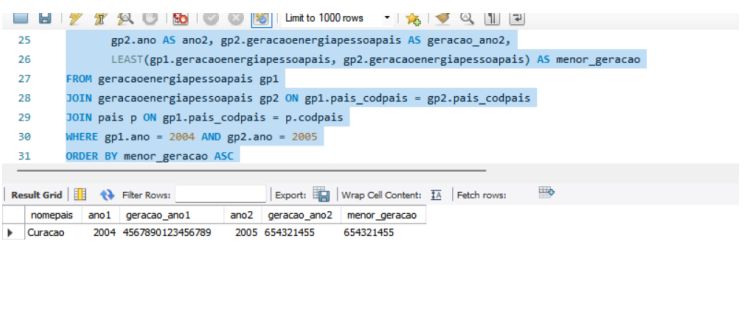 Limit to 1000 rows
25 gp2.ano AS ano2, gp2.geracaoenergiapessoapais AS geracao_ano2,
26 LEAST(gp1.geracaoenergiapessoapais, gp2.geracaoenergiapessoapais) AS menor_geracao
27 FROM geracaoenergiapessoapais gp1
28 JOIN geracaoenergiapessoapais gp2 ON gp1.pais_codpais = gp2.pais_codpais
29 JOIN pais p ON gp1.pais_codpais = p.codpais
30 WHERE gp1.ano = 2004 AND gp2.ano = 2005
31 ORDER BY menor_geracao ASC
Result Grid Filter Rows: Export: Wrap Cell Content: Fetch rows:
nomepais ano1 geracao_ano1 ano2 geracao_ano2 menor_geracao
Curacao 2004 4567890123456789 2005 654321455 654321455